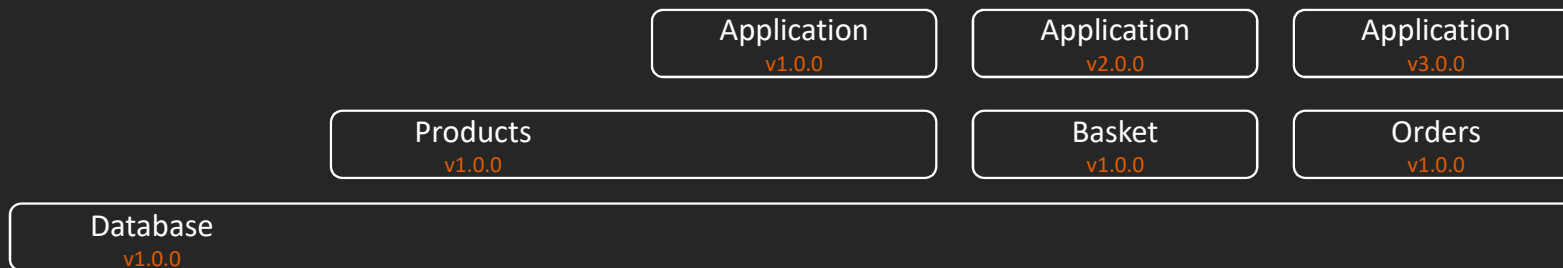 Application
v1.0.0
Application
v2.0.0
Application
v3.0.0
Products
v1.0.0
Basket
v1.0.0
Orders
v1.0.0
Database
v1.0.0